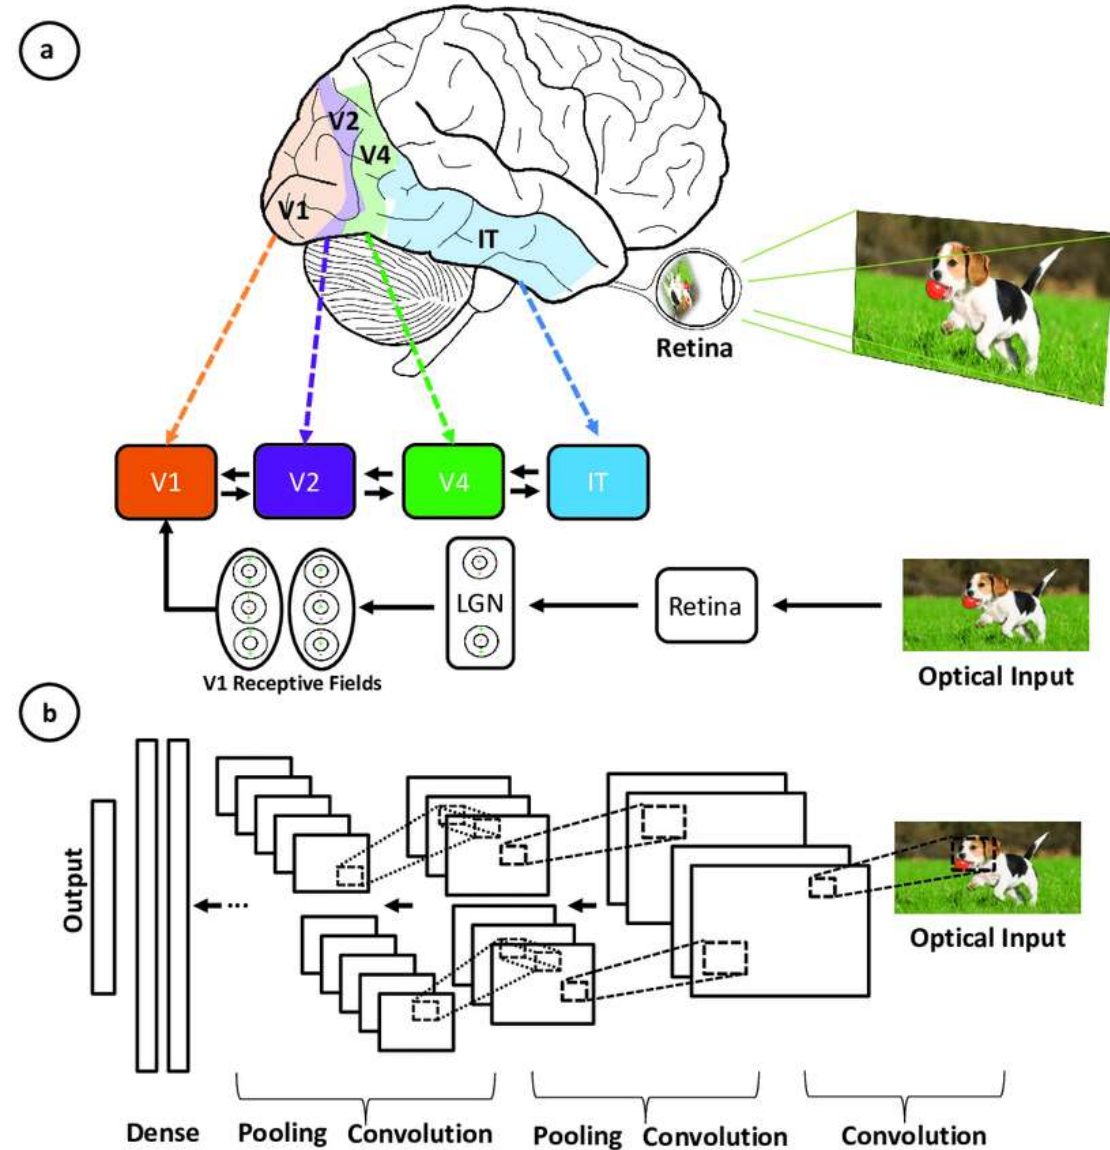 a
V2
V4
V1
IT
Retina
V1
V2
V4
IT
LGN
Retina
V1 Receptive Fields
Optical Input
b
Output
...
Optical Input
Dense
Pooling
Convolution
Pooling
Convolution
Convolution